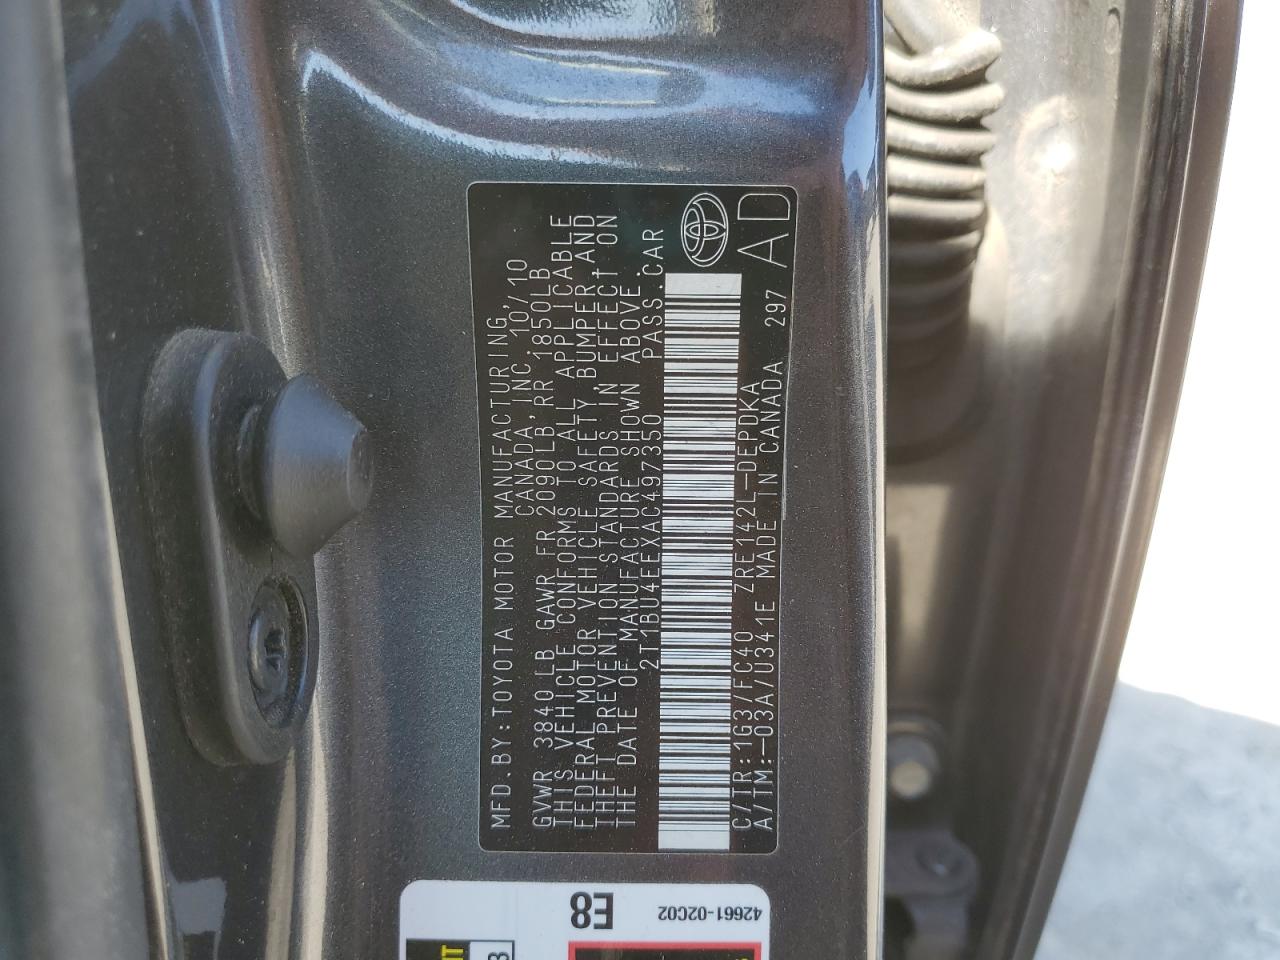 MFD.BY:TOYOTA MOTOR MANUFACTURING,
CANADA,INC. 10/10
GVWR 3840LB GAWR FR 2090LB RR 1850LB
THIS VEHICLE CONFORMS TO ALL APPLICABLE
FEDERAL MOTOR VEHICLE SAFETY, BUMPER,AND
THEFT PREVENTION STANDARDS IN EFFECT ON
THE DATE OF MANUFACTURE SHOWN ABOVE.
2T1BU4EEXAC497350 PASS.CAR
C/TR:1G3/FC40 ZRE142L-DEPDKA
A/TM:-03A/U341E MADE IN CANADA 297
AD
42661-02C02
E8